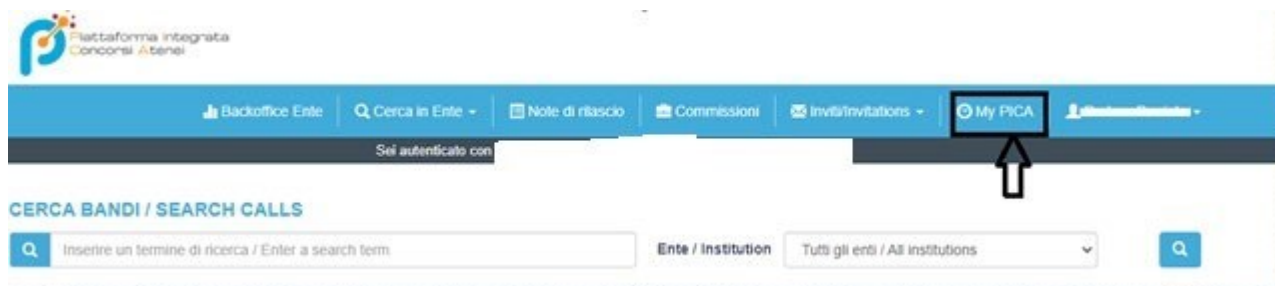 Piattaforma Integrata
Concorsi Atenei
Backoffice Ente Cerca in Ente Note di rilascio Commissioni Inviti/Invitations My PICA
Sei autenticato con
CERCA BANDI / SEARCH CALLS
Inserire un termine di ricerca / Enter a search term Ente / Institution Tutti gli enti / All institutions